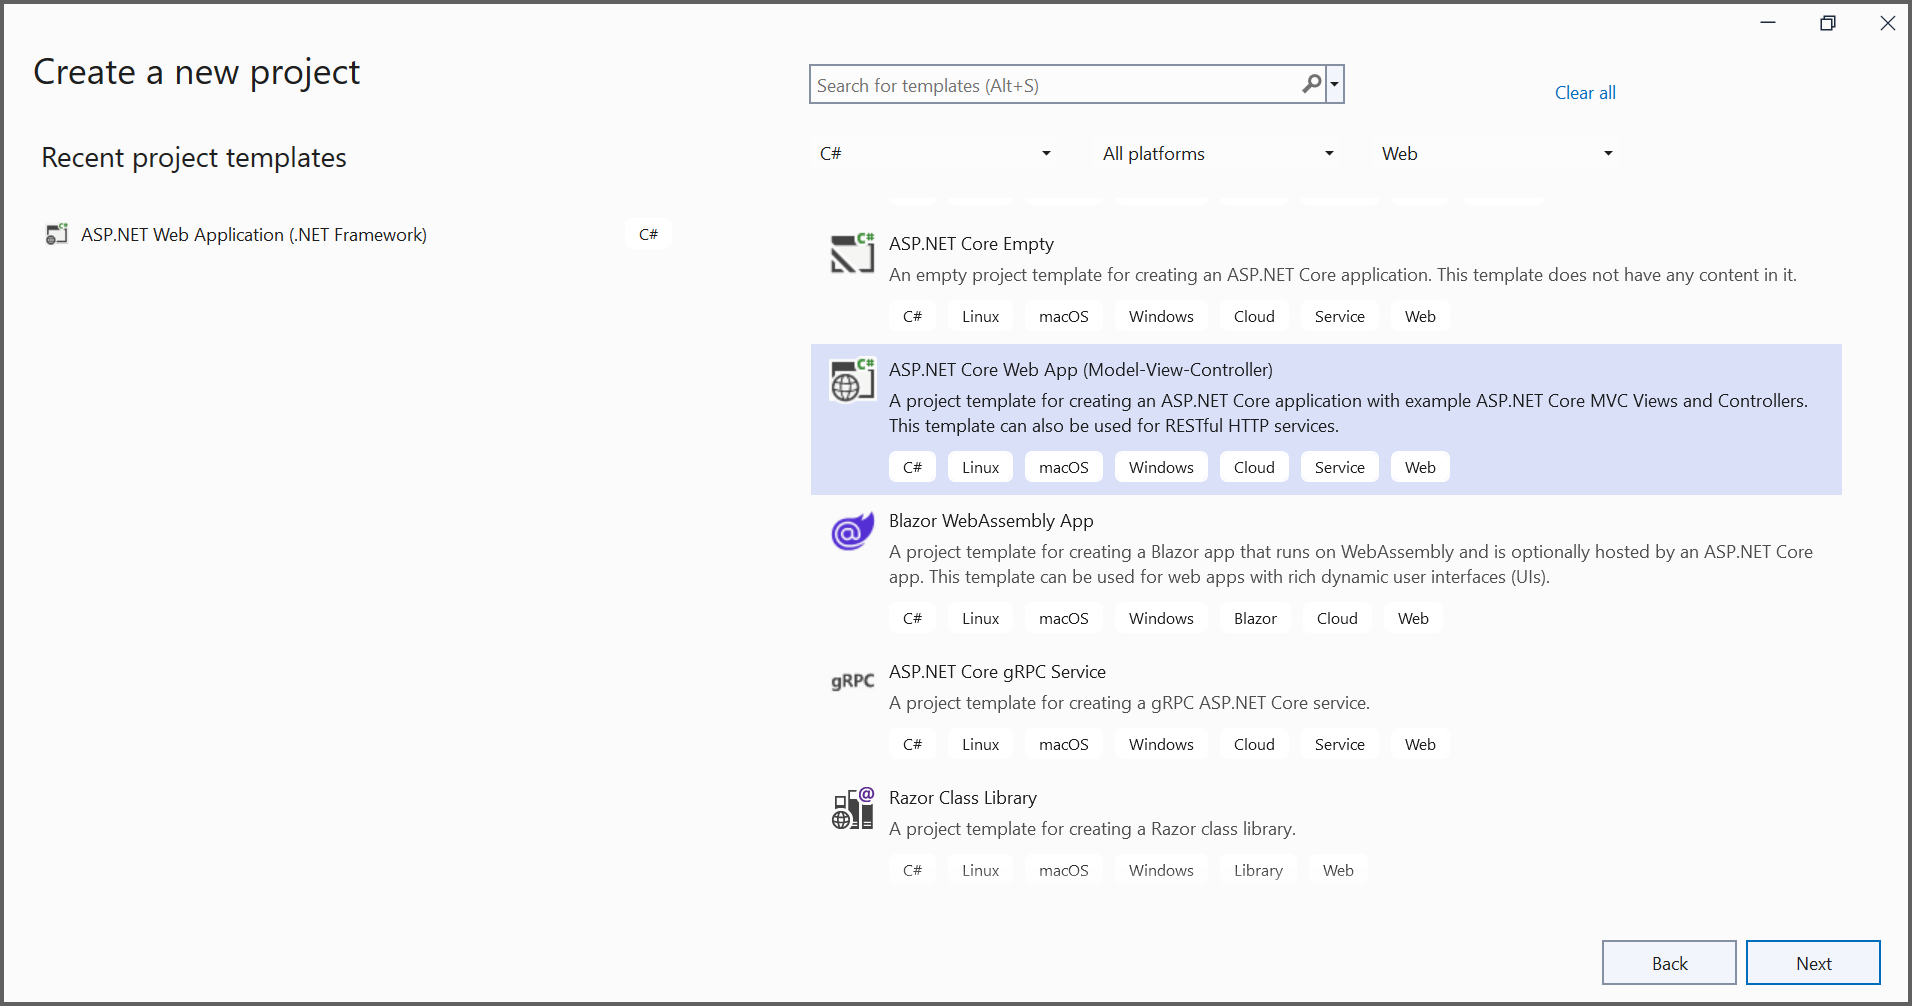 Create a new project
Search for templates (Alt+S)
Clear all
Recent project templates
C#
All platforms
Web
ASP.NET Web Application (.NET Framework)
C#
C#
ASP.NET Core Empty
An empty project template for creating an ASP.NET Core application. This template does not have any content in it.
C# Linux macOS Windows Cloud Service Web
C#
ASP.NET Core Web App (Model-View-Controller)
A project template for creating an ASP.NET Core application with example ASP.NET Core MVC Views and Controllers.
This template can also be used for RESTful HTTP services.
C# Linux macOS Windows Cloud Service Web
@
Blazor WebAssembly App
A project template for creating a Blazor app that runs on WebAssembly and is optionally hosted by an ASP.NET Core
app. This template can be used for web apps with rich dynamic user interfaces (UIs).
C# Linux macOS Windows Blazor Cloud Web
gRPC
ASP.NET Core gRPC Service
A project template for creating a gRPC ASP.NET Core service.
C# Linux macOS Windows Cloud Service Web
@
Razor Class Library
A project template for creating a Razor class library.
C# Linux macOS Windows Library Web
Back
Next